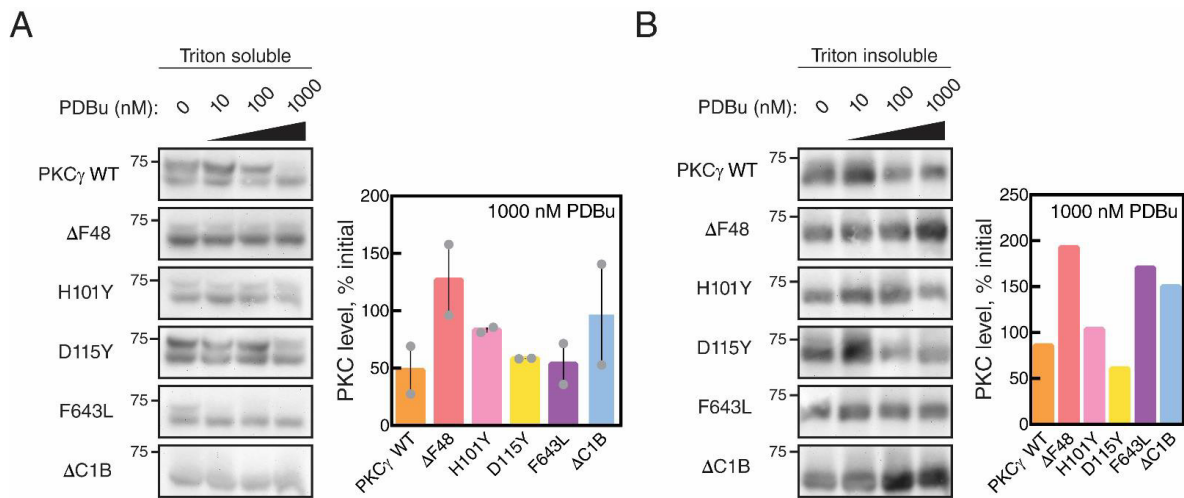 A
Triton soluble
PDBu (nM): 0 10 100 1000
PKCγ WT 75
ΔF48 75
H101Y 75
D115Y 75
F643L 75
ΔC1B 75
PKC level, % initial
1000 nM PDBu
200
150
100
50
0
PKCγ WT ΔF48 H101Y D115Y F643L ΔC1B
B
Triton insoluble
PDBu (nM): 0 10 100 1000
PKCγ WT 75
ΔF48 75
H101Y 75
D115Y 75
F643L 75
ΔC1B 75
PKC level, % initial
1000 nM PDBu
250
200
150
100
50
0
PKCγ WT ΔF48 H101Y D115Y F643L ΔC1B